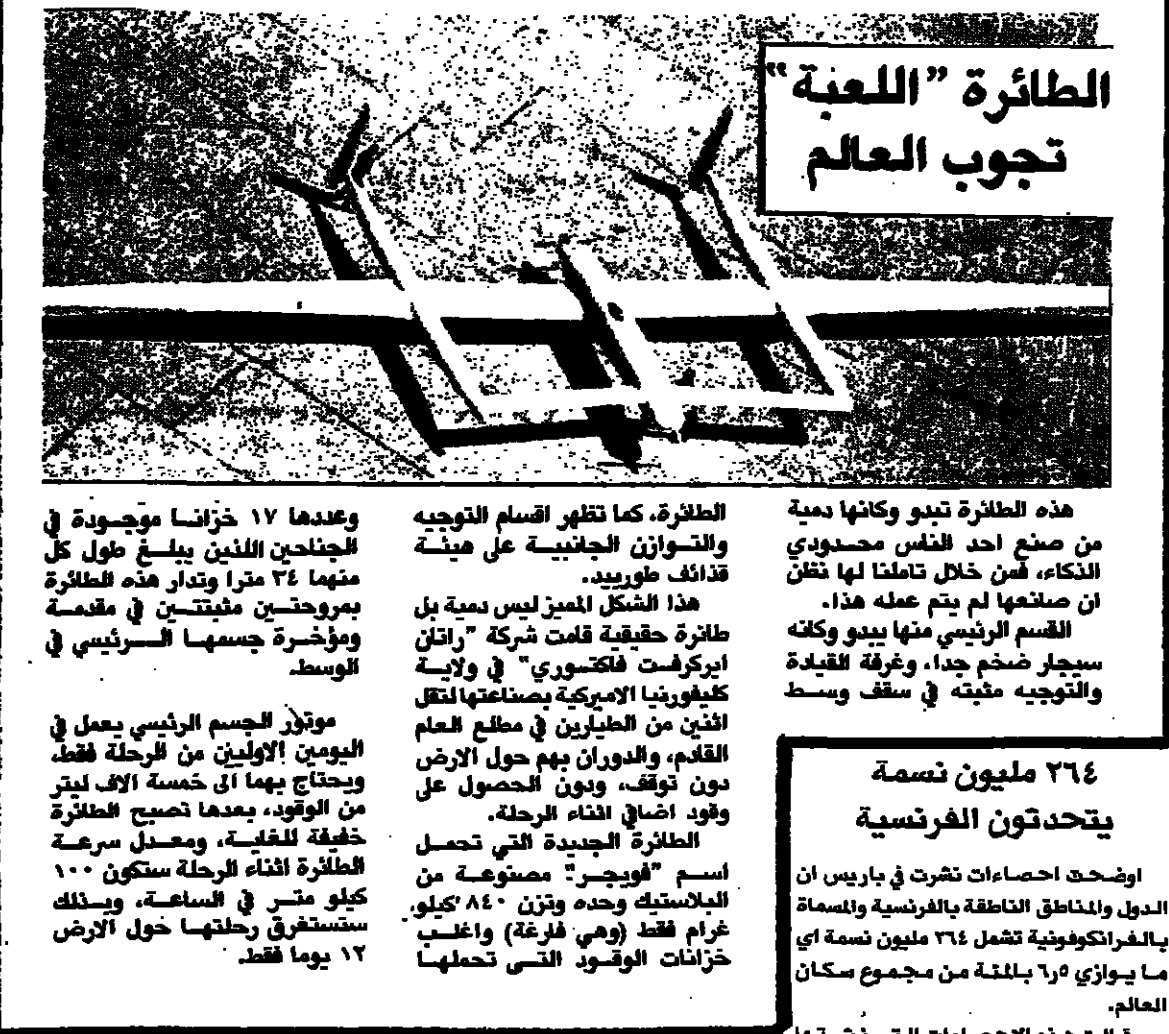 الطائرة ”اللعبة“
تجوب العالم
هذه الطائرة تبدو وكانها دمية
من صنع احد الناس محدودي
الذكاء، فمن خلال تاملنا لها نظن
ان صانعها لم يتم عمله هذا.
القسم الرئيسي منها يبدو وكانه
سيجار ضخم جدا، وغرفة القيادة
والتوجيه مثبته في سقف وسط
الطائرة، كما تظهر اقسام التوجيه
والتوازن الجانبية على هيئة
قذائف طوربيد.
هذا الشكل المميز ليس دمية بل
طائرة حقيقية قامت شركة "راتان
ايركرفت فاكتوري" في ولاية
كليفورنيا الاميركية بصناعتها لتقل
اثنين من الطيارين في مطلع العام
القادم، والدوران بهم حول الارض
دون توقف، ودون الحصول على
وقود اضافي اثناء الرحلة.
الطائرة الجديدة التي تحمل
اسم "فويجر" مصنوعة من
البلاستيك وحده وتزن ٨٤٠ كيلو
غرام فقط (وهي فارغة) واغلب
خزانات الوقود التي تحملها
وعددها ١٧ خزانا موجودة في
الجناحين اللذين يبلغ طول كل
منهما ٣٤ مترا وتدار هذه الطائرة
بمروحتين مثبتتين في مقدمة
ومؤخرة جسمها الرئيسي في
الوسط.
موتور الجسم الرئيسي يعمل في
اليومين الاوليين من الرحلة فقط،
ويحتاج بهما الى خمسة الاف ليتر
من الوقود، بعدها تصبح الطائرة
خفيفة للغاية، ومعدل سرعة
الطائرة اثناء الرحلة ستكون ١٠٠
كيلو متر في الساعة، وبذلك
ستستغرق رحلتها حول الارض
١٢ يوما فقط.
٢٦٤ مليون نسمة
يتحدثون الفرنسية
اوضحت احصاءات نشرت في باريس ان
الدول والمناطق الناطقة بالفرنسية والمسماة
بالفرانكوفونية تشمل ٢٦٤ مليون نسمة اي
ما يوازي ٦٫٥ بالمئة من مجموع سكان
العالم.